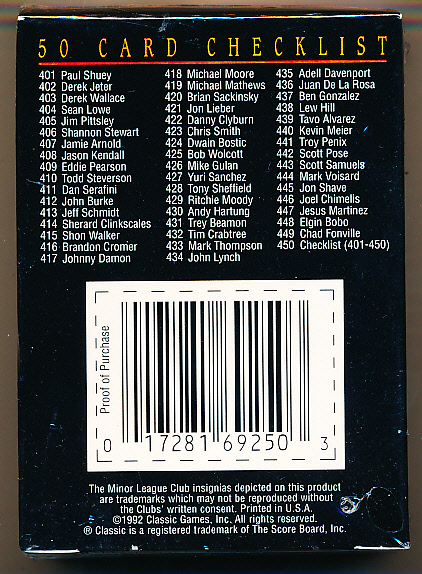 50 CARD CHECKLIST
401 Paul Shuey
402 Derek Jeter
403 Derek Wallace
404 Sean Lowe
405 Jim Pittsley
406 Shannon Stewart
407 Jamie Arnold
408 Jason Kendall
409 Eddie Pearson
410 Todd Steverson
411 Dan Serafini
412 John Burke
413 Jeff Schmidt
414 Sherard Clinkscales
415 Shon Walker
416 Brandon Cromer
417 Johnny Damon
418 Michael Moore
419 Michael Mathews
420 Brian Sackinsky
421 Jon Lieber
422 Danny Clyburn
423 Chris Smith
424 Dwain Bostic
425 Bob Wolcott
426 Mike Gulan
427 Yuri Sanchez
428 Tony Sheffield
429 Ritchie Moody
430 Andy Hartung
431 Trey Beamon
432 Tim Crabtree
433 Mark Thompson
434 John Lynch
435 Adell Davenport
436 Juan De La Rosa
437 Ben Gonzalez
438 Lew Hill
439 Tavo Alvarez
440 Kevin Meier
441 Troy Penix
442 Scott Pose
443 Scott Samuels
444 Mark Voisard
445 Jon Shave
446 Joel Chimelis
447 Jesus Martinez
448 Elgin Bobo
449 Chad Fonville
450 Checklist (401-450)
Proof of Purchase
0 17281 69250 3
The Minor League Club insignias depicted on this product
are trademarks which may not be reproduced without
the Clubs' written consent. Printed in U.S.A.
©1992 Classic Games, Inc. All rights reserved.
® Classic is a registered trademark of The Score Board, Inc.